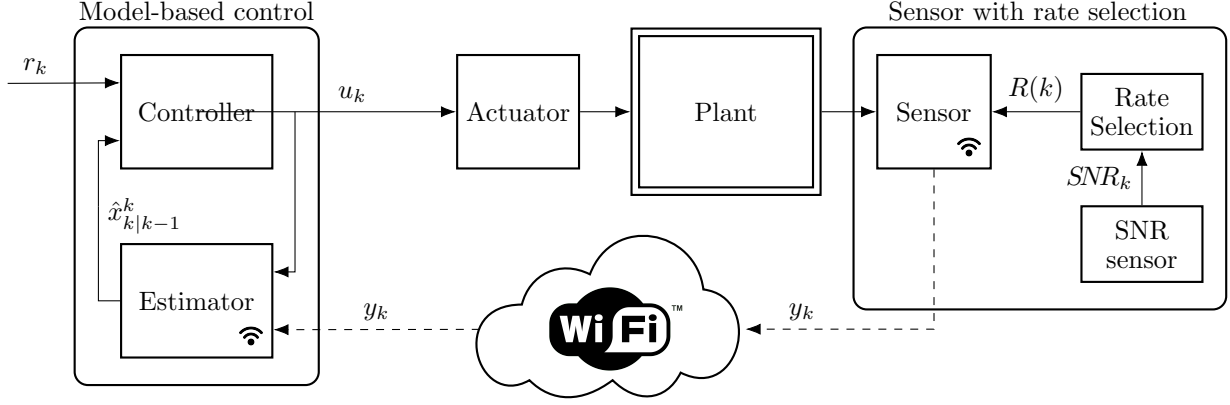 Model-based control
Sensor with rate selection
r_k
Controller
u_k
Actuator
Plant
Sensor
R(k)
Rate
Selection
SNR_k
SNR
sensor
x̂^k_{k|k−1}
Estimator
y_k
Wi Fi ™
y_k